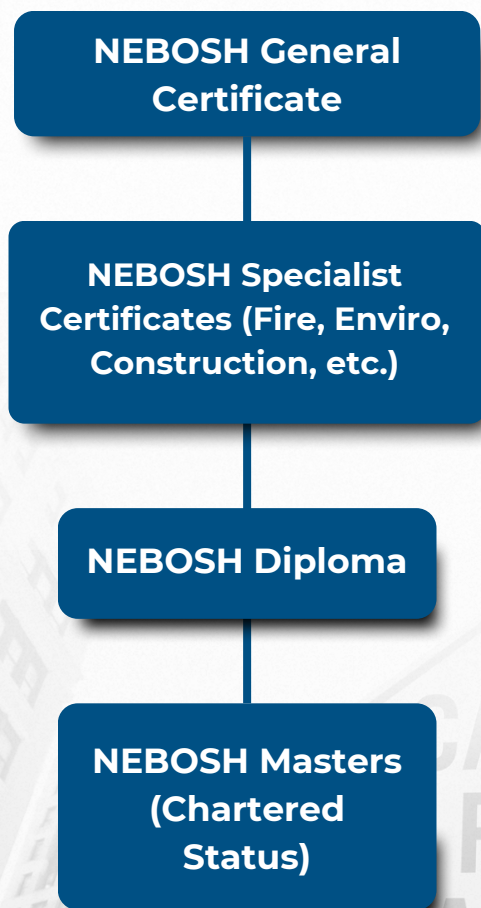 NEBOSH General
Certificate
NEBOSH Specialist
Certificates (Fire, Enviro,
Construction, etc.)
NEBOSH Diploma
NEBOSH Masters
(Chartered
Status)